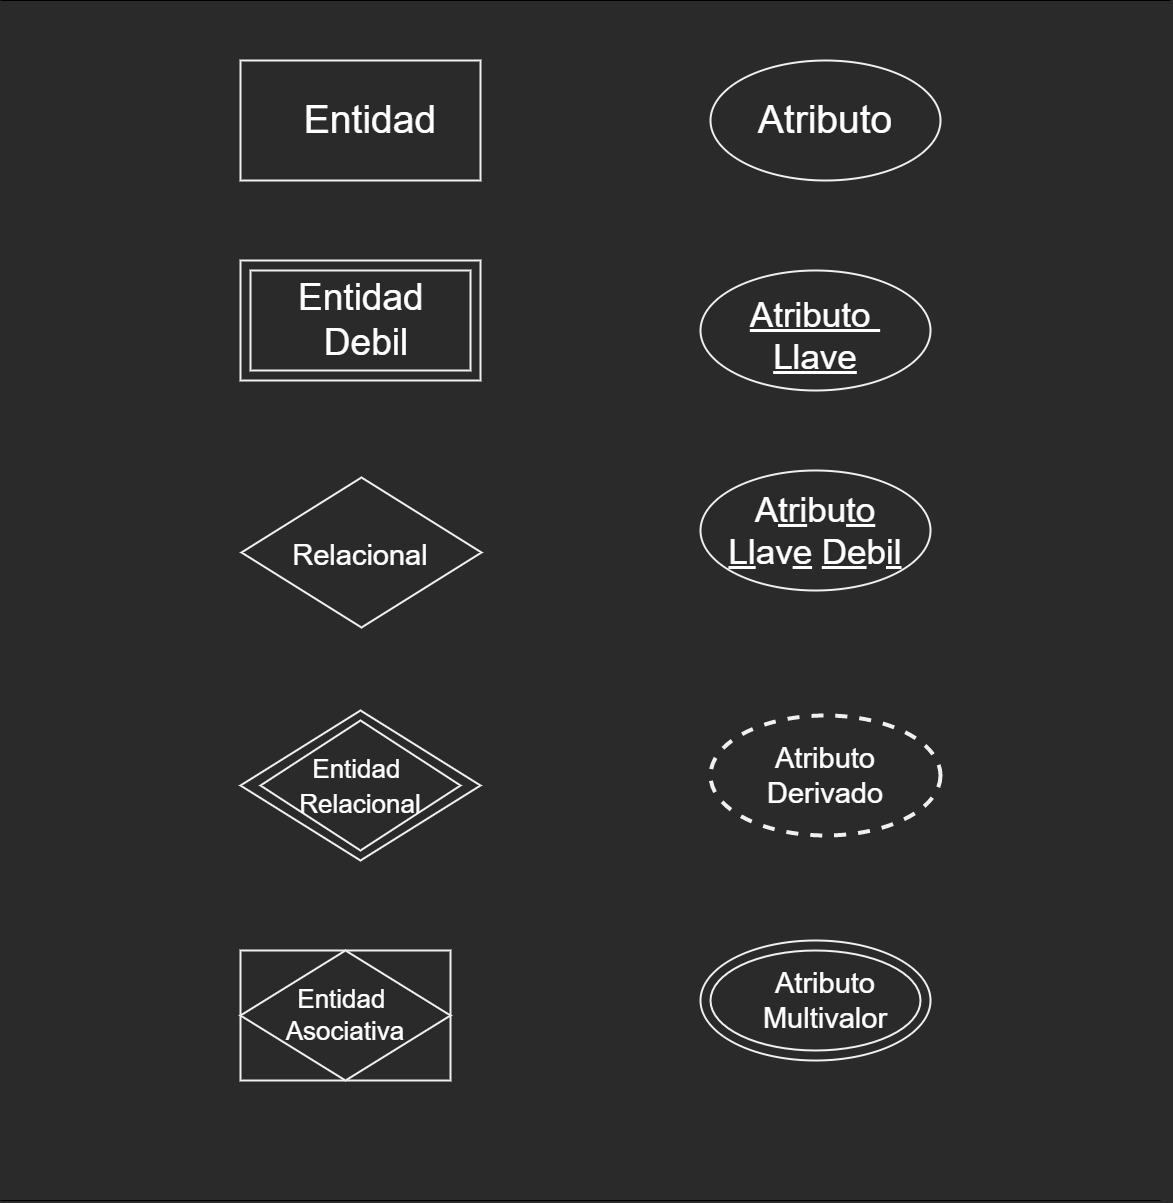 Entidad
Atributo
Entidad
Debil
Atributo
Llave
Relacional
Atributo
Llave Debil
Entidad
Relacional
Atributo
Derivado
Entidad
Asociativa
Atributo
Multivalor